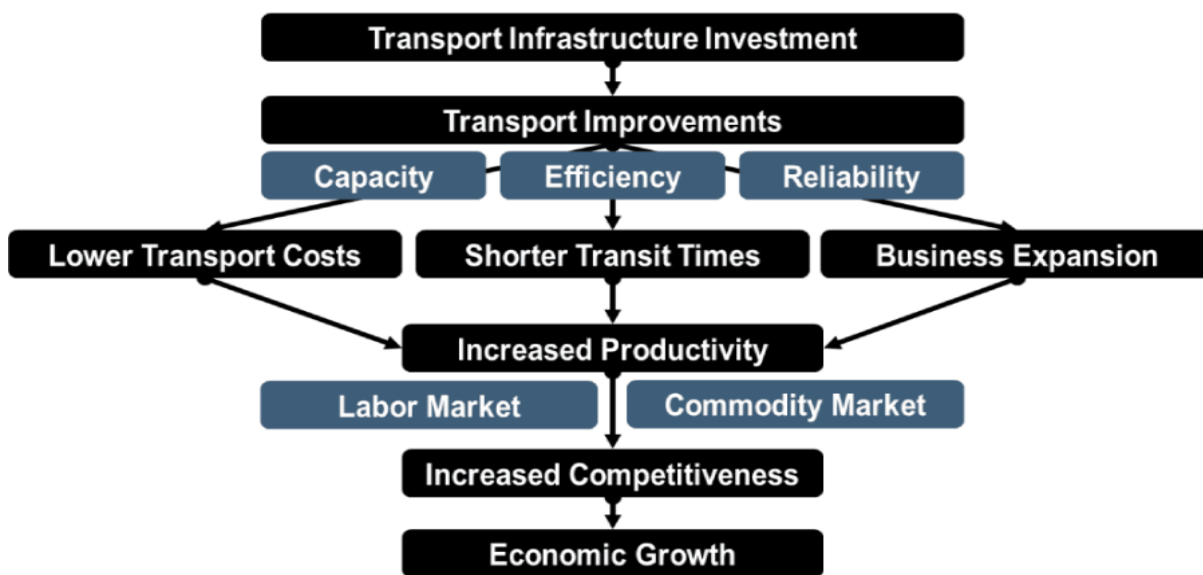 Transport Infrastructure Investment
Transport Improvements
Capacity
Efficiency
Reliability
Lower Transport Costs
Shorter Transit Times
Business Expansion
Increased Productivity
Labor Market
Commodity Market
Increased Competitiveness
Economic Growth